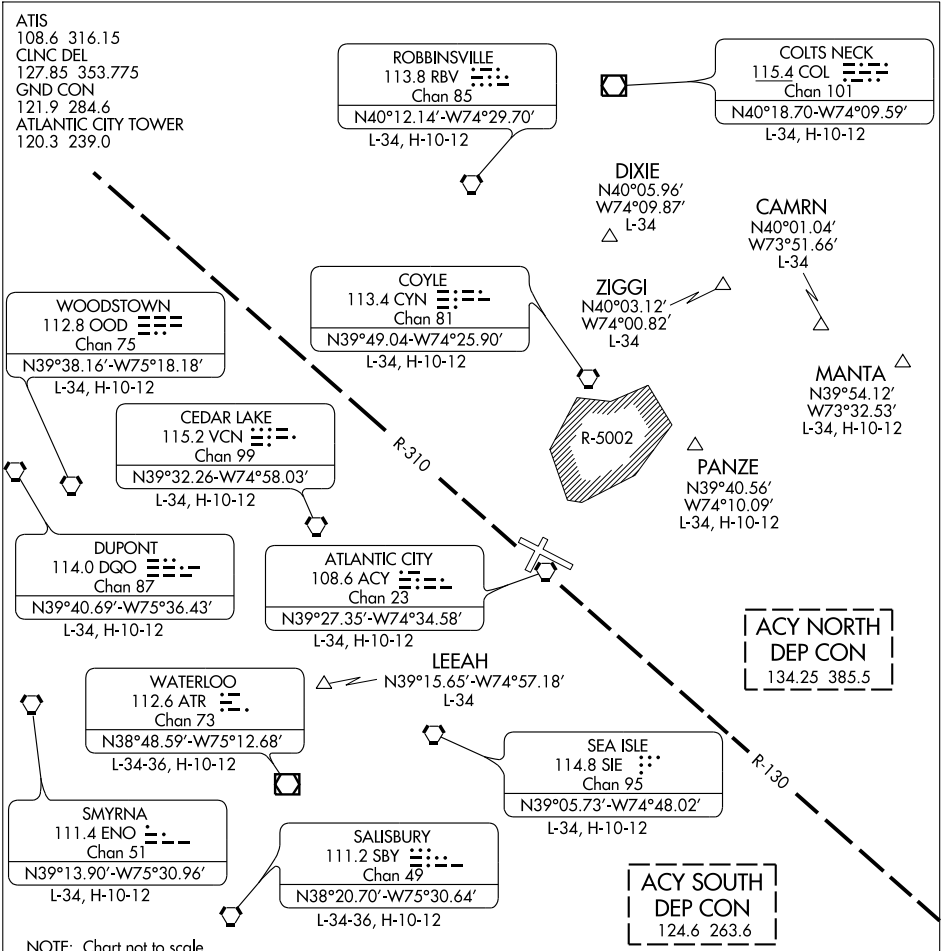 ATIS
108.6 316.15
CLNC DEL
127.85 353.775
GND CON
121.9 284.6
ATLANTIC CITY TOWER
120.3 239.0
ROBBINSVILLE
113.8 RBV
Chan 85
N40°12.14′-W74°29.70′
L-34, H-10-12
COLTS NECK
115.4 COL
Chan 101
N40°18.70-W74°09.59′
L-34, H-10-12
DIXIE
N40°05.96′
W74°09.87′
L-34
CAMRN
N40°01.04′
W73°51.66′
L-34
ZIGGI
N40°03.12′
W74°00.82′
L-34
COYLE
113.4 CYN
Chan 81
N39°49.04-W74°25.90′
L-34, H-10-12
WOODSTOWN
112.8 OOD
Chan 75
N39°38.16′-W75°18.18′
L-34, H-10-12
MANTA
N39°54.12′
W73°32.53′
L-34, H-10-12
CEDAR LAKE
115.2 VCN
Chan 99
N39°32.26-W74°58.03′
L-34, H-10-12
R-310
R-5002
PANZE
N39°40.56′
W74°10.09′
L-34, H-10-12
DUPONT
114.0 DQO
Chan 87
N39°40.69′-W75°36.43′
L-34, H-10-12
ATLANTIC CITY
108.6 ACY
Chan 23
N39°27.35′-W74°34.58′
L-34, H-10-12
ACY NORTH
DEP CON
134.25 385.5
LEEAH
N39°15.65′-W74°57.18′
L-34
WATERLOO
112.6 ATR
Chan 73
N38°48.59′-W75°12.68′
L-34-36, H-10-12
SEA ISLE
114.8 SIE
Chan 95
N39°05.73′-W74°48.02′
L-34, H-10-12
R-130
SMYRNA
111.4 ENO
Chan 51
N39°13.90′-W75°30.96′
L-34, H-10-12
SALISBURY
111.2 SBY
Chan 49
N38°20.70′-W75°30.64′
L-34-36, H-10-12
ACY SOUTH
DEP CON
124.6 263.6
NOTE: Chart not to scale